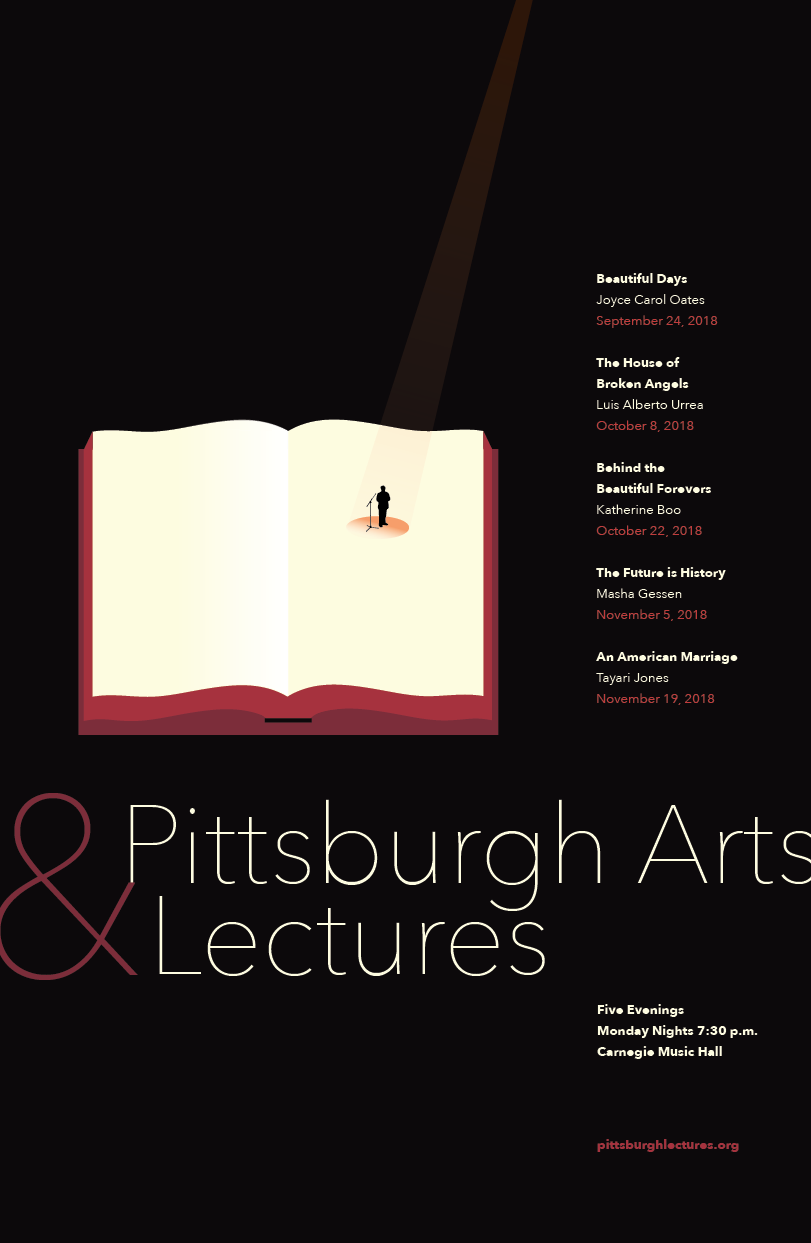 Beautiful Days
Joyce Carol Oates
September 24, 2018
The House of
Broken Angels
Luis Alberto Urrea
October 8, 2018
Behind the
Beautiful Forevers
Katherine Boo
October 22, 2018
The Future is History
Masha Gessen
November 5, 2018
An American Marriage
Tayari Jones
November 19, 2018
Pittsburgh Arts
& Lectures
Five Evenings
Monday Nights 7:30 p.m.
Carnegie Music Hall
pittsburghlectures.org